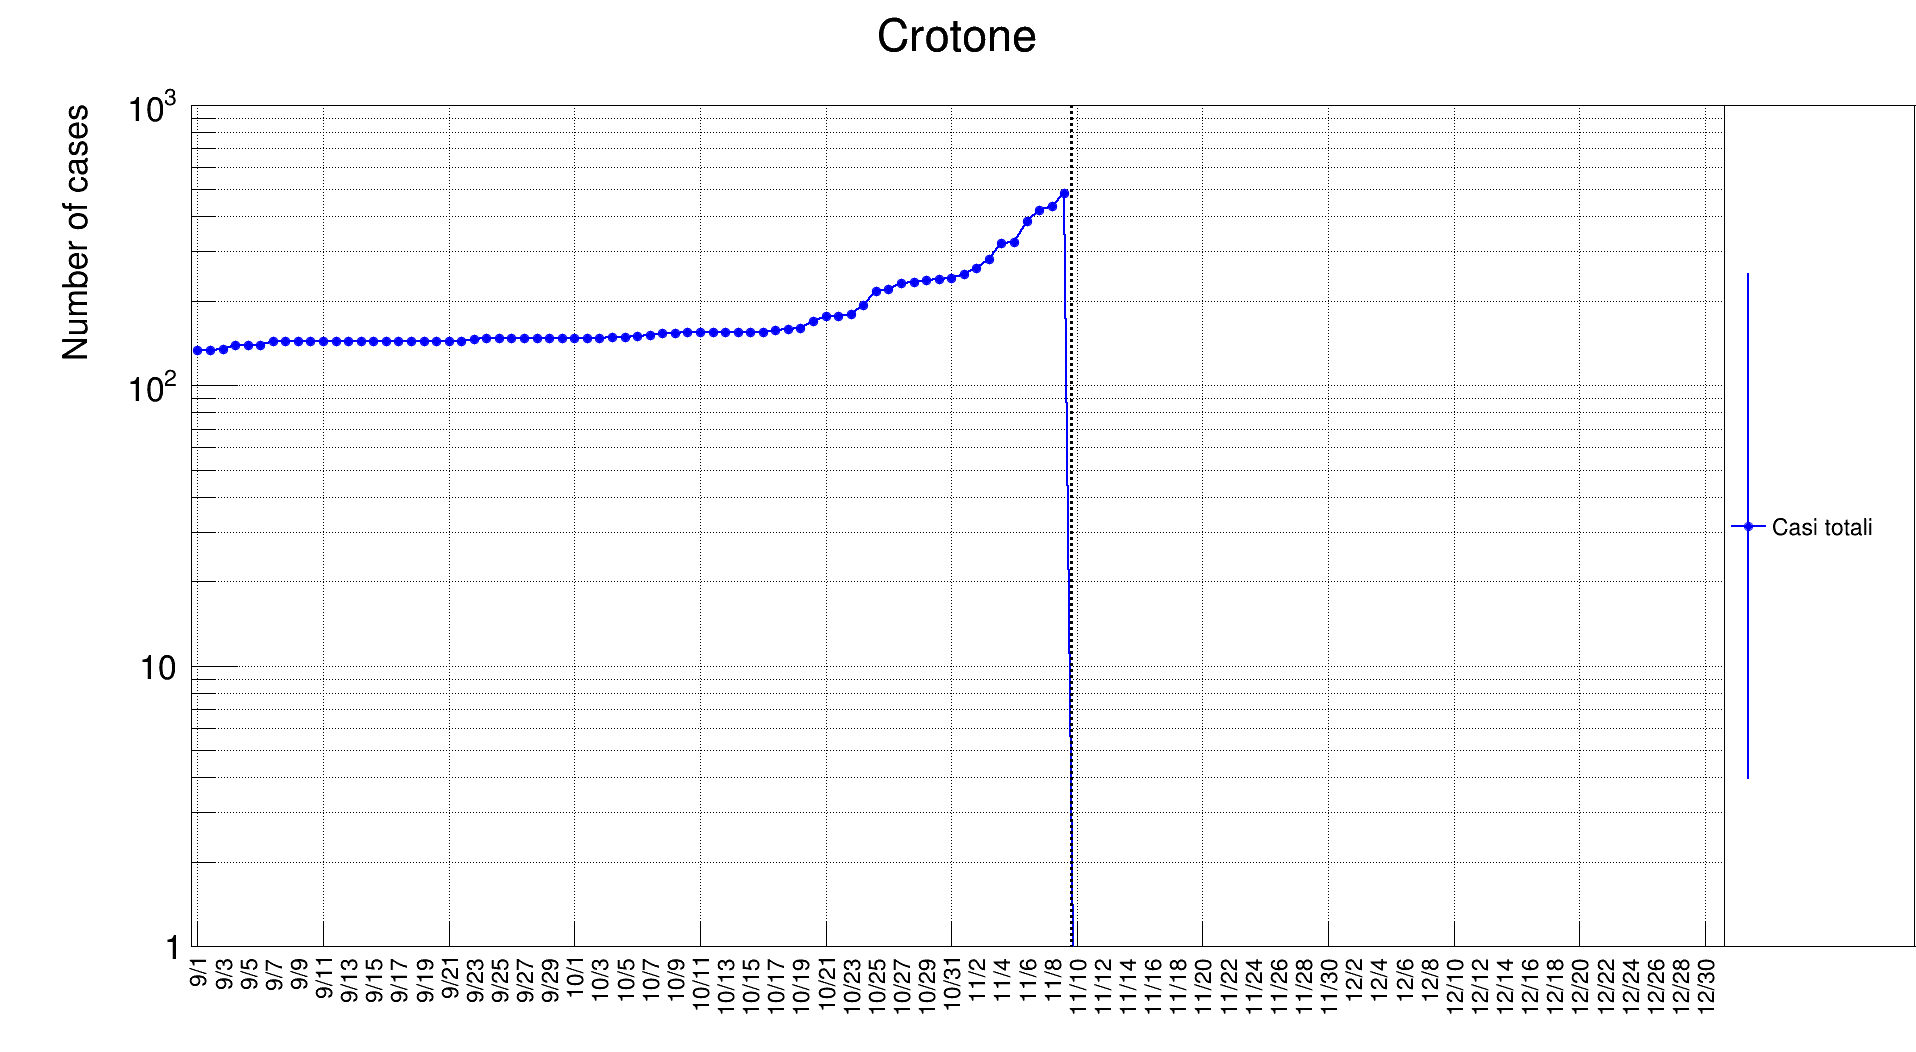 Crotone
Number of cases
10³
10²
10
1
9/1 9/3 9/5 9/7 9/9 9/11 9/13 9/15 9/17 9/19 9/21 9/23 9/25 9/27 9/29 10/1 10/3 10/5 10/7 10/9 10/11 10/13 10/15 10/17 10/19 10/21 10/23 10/25 10/27 10/29 10/31 11/2 11/4 11/6 11/8 11/10 11/12 11/14 11/16 11/18 11/20 11/22 11/24 11/26 11/28 11/30 12/2 12/4 12/6 12/8 12/10 12/12 12/14 12/16 12/18 12/20 12/22 12/24 12/26 12/28 12/30
Casi totali